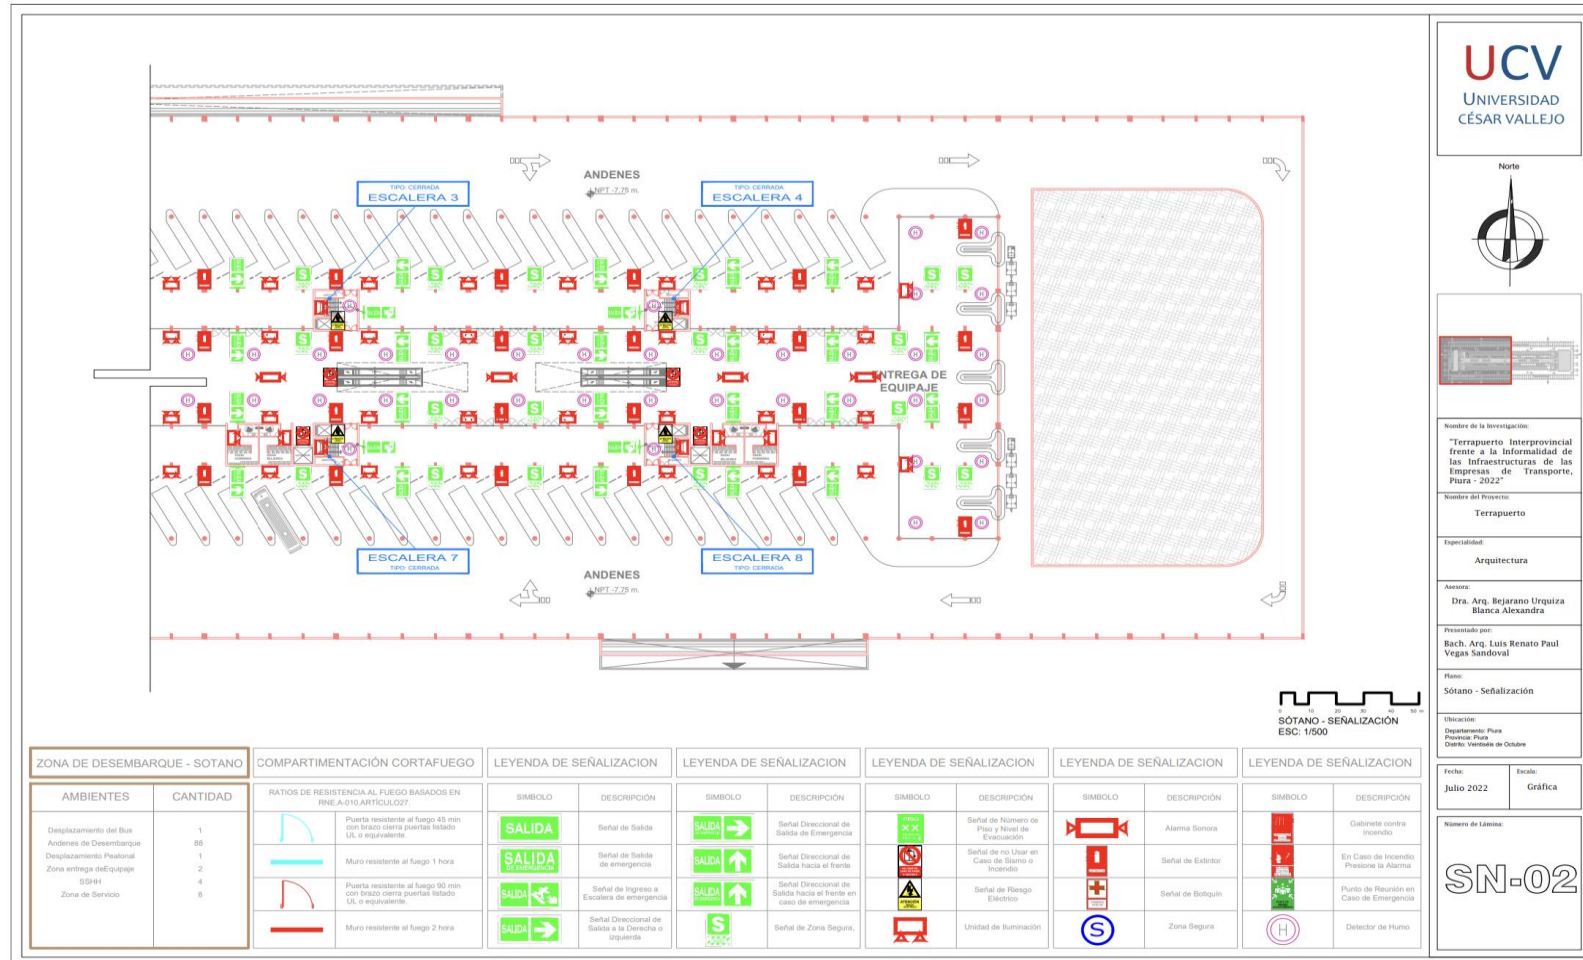 UCV
UNIVERSIDAD
CÉSAR VALLEJO
Norte
ANDENES
NPT -7,75 m.
TIPO: CERRADA
ESCALERA 3
TIPO: CERRADA
ESCALERA 4
ENTREGA DE
EQUIPAJE
ESCALERA 7
TIPO: CERRADA
ESCALERA 8
TIPO: CERRADA
ANDENES
NPT -7,75 m.
0 10 20 30 40 50 m
SÓTANO - SEÑALIZACIÓN
ESC: 1/500
Nombre de la Investigación:
"Terrapuerto Interprovincial
frente a la Informalidad de
las Infraestructuras de las
Empresas de Transporte,
Piura - 2022"
Nombre del Proyecto:
Terrapuerto
Especialidad:
Arquitectura
Asesora:
Dra. Arq. Bejarano Urquiza
Blanca Alexandra
Presentado por:
Bach. Arq. Luis Renato Paul
Vegas Sandoval
Plano:
Sótano - Señalización
Ubicación:
Departamento: Piura
Provincia: Piura
Distrito: Veintiséis de Octubre
Fecha:
Julio 2022
Escala:
Gráfica
Número de Lámina:
SN-02
ZONA DE DESEMBARQUE - SOTANO
AMBIENTES CANTIDAD
Desplazamiento del Bus 1
Andenes de Desembarque 88
Desplazamiento Peatonal 1
Zona entrega deEquipaje 2
SSHH 4
Zona de Servicio 8
COMPARTIMENTACIÓN CORTAFUEGO
RATIOS DE RESISTENCIA AL FUEGO BASADOS EN
RNE.A-010.ARTÍCULO27.
Puerta resistente al fuego 45 min
con brazo cierra puertas listado
UL o equivalente.
Muro resistente al fuego 1 hora
Puerta resistente al fuego 90 min
con brazo cierra puertas listado
UL o equivalente.
Muro resistente al fuego 2 hora
LEYENDA DE SEÑALIZACION
SIMBOLO DESCRIPCIÓN
SALIDA
Señal de Salida
SALIDA
DE EMERGENCIA
Señal de Salida
de emergencia
SALIDA
Señal de Ingreso a
Escalera de emergencia
SALIDA
Señal Direccional de
Salida a la Derecha o
izquierda
LEYENDA DE SEÑALIZACION
SIMBOLO DESCRIPCIÓN
SALIDA
Señal Direccional de
Salida de Emergencia
SALIDA
Señal Direccional de
Salida hacia el frente
SALIDA
Señal Direccional de
Salida hacia el frente en
caso de emergencia
S
Señal de Zona Segura,
LEYENDA DE SEÑALIZACION
SIMBOLO DESCRIPCIÓN
PISO
XX
Señal de Número de
Piso y Nivel de
Evacuación
Señal de no Usar en
Caso de Sismo o
Incendio
ATENCIÓN
Señal de Riesgo
Eléctrico
Unidad de Iluminación
LEYENDA DE SEÑALIZACION
SIMBOLO DESCRIPCIÓN
Alarma Sonora
Señal de Extintor
Señal de Botiquín
S
Zona Segura
LEYENDA DE SEÑALIZACION
SIMBOLO DESCRIPCIÓN
Gabinete contra
incendio
En Caso de Incendio
Presione la Alarma
Punto de Reunión en
Caso de Emergencia
H
Detector de Humo